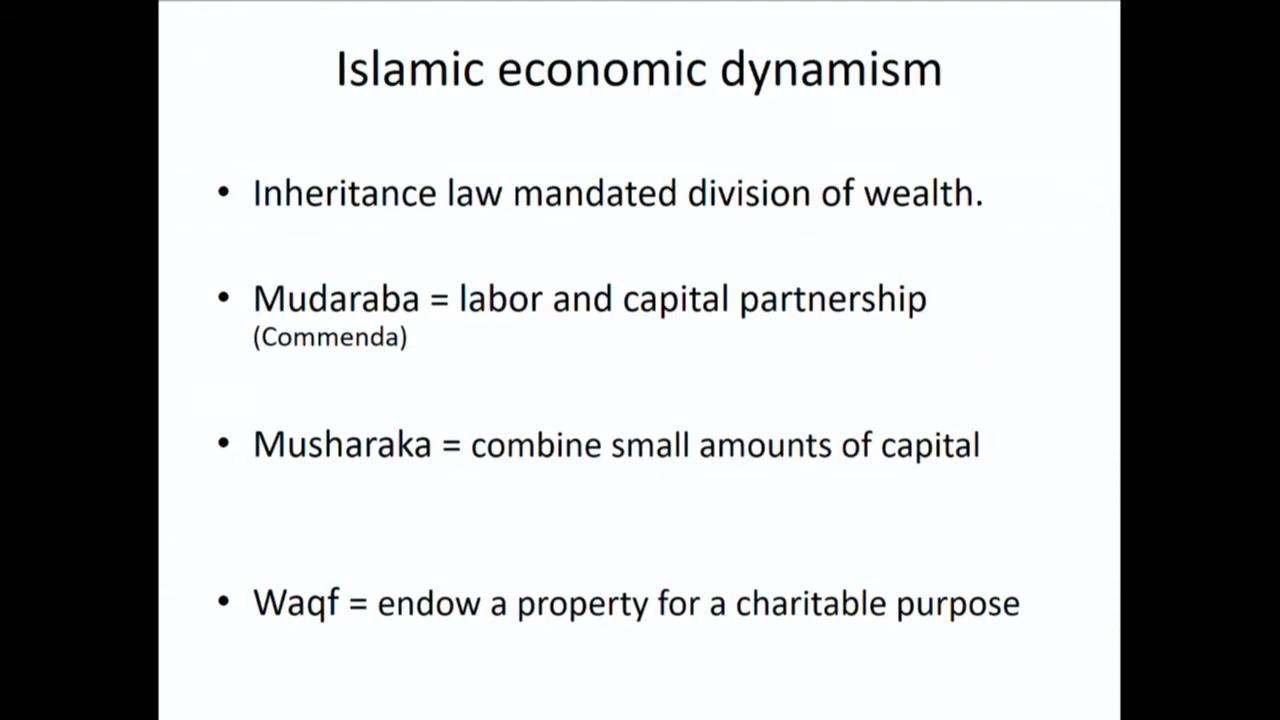 Islamic economic dynamism
• Inheritance law mandated division of wealth.
• Mudaraba = labor and capital partnership
(Commenda)
• Musharaka = combine small amounts of capital
• Waqf = endow a property for a charitable purpose